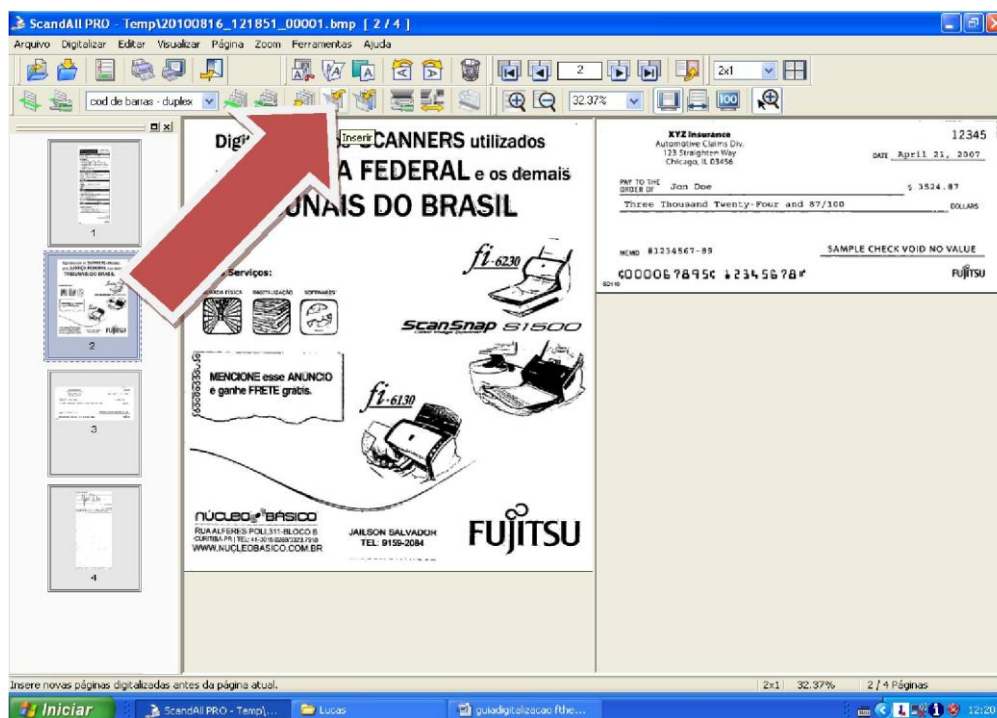 ScandAll PRO - Temp\20100816_121851_00001.bmp [ 2 / 4 ]
Arquivo Digitalizar Editar Visualizar Página Zoom Ferramentas Ajuda
2
2x1
cod de barras - duplex
32.37%
Inserir
1
2
3
4
SCANNERS utilizados
A FEDERAL e os demais
UNAIS DO BRASIL
Serviços:
DIGITALIZAÇÃO
SOFTWARES
fi-6230
ScanSnap S1500
MENCIONE esse ANUNCIO
e ganhe FRETE gratis.
fi-6130
NÚCLEO BÁSICO
RUA ALFERES POLI,311-BLOCO B
WWW.NUCLEOBASICO.COM.BR
JAILSON SALVADOR
TEL: 9159-2084
FUJITSU
XYZ Insurance
Automotive Claims Div.
123 Straighten Way
Chicago, IL 03456
12345
DATE April 21, 2007
PAY TO THE
ORDER OF Jon Doe
$ 3524.87
Three Thousand Twenty-Four and 87/100
DOLLARS
MEMO 81234567-89
SAMPLE CHECK VOID NO VALUE
FUJITSU
Insere novas páginas digitalizadas antes da página atual.
2x1 32.37% 2 / 4 Páginas
Iniciar
ScandAll PRO - Temp\...
Lucas
guiadigitalizacao fthe...
12:20